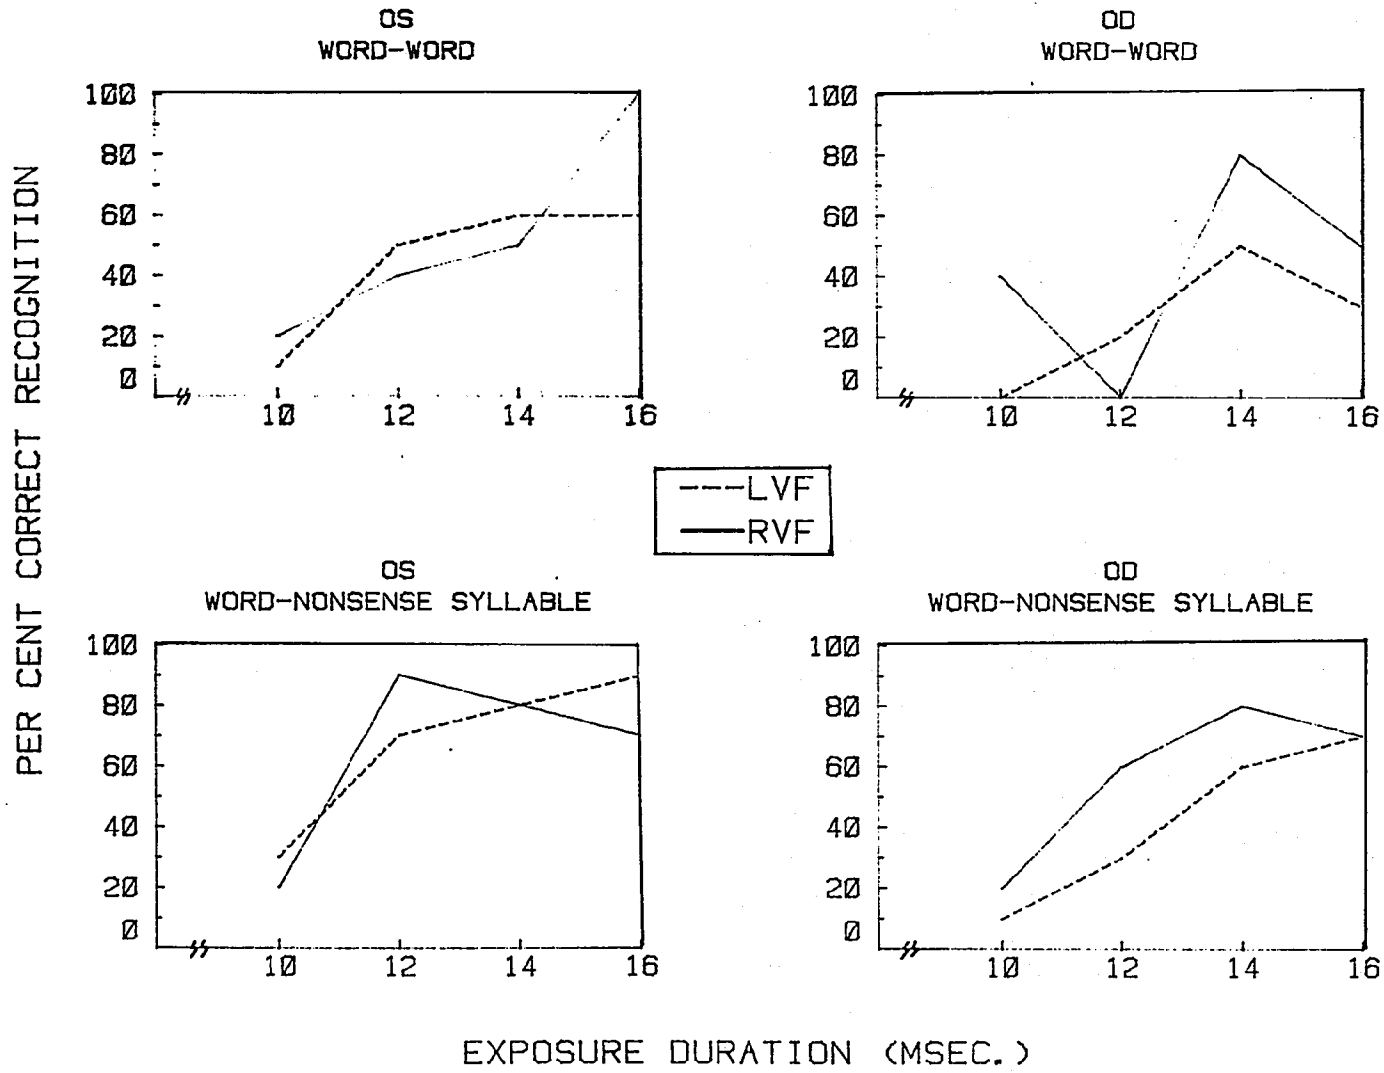 OS
WORD-WORD
OD
WORD-WORD
100
80
60
40
20
0
10 12 14 16
100
80
60
40
20
0
10 12 14 16
PER CENT CORRECT RECOGNITION
LVF
RVF
OS
WORD-NONSENSE SYLLABLE
OD
WORD-NONSENSE SYLLABLE
100
80
60
40
20
0
10 12 14 16
100
80
60
40
20
0
10 12 14 16
EXPOSURE DURATION (MSEC.)